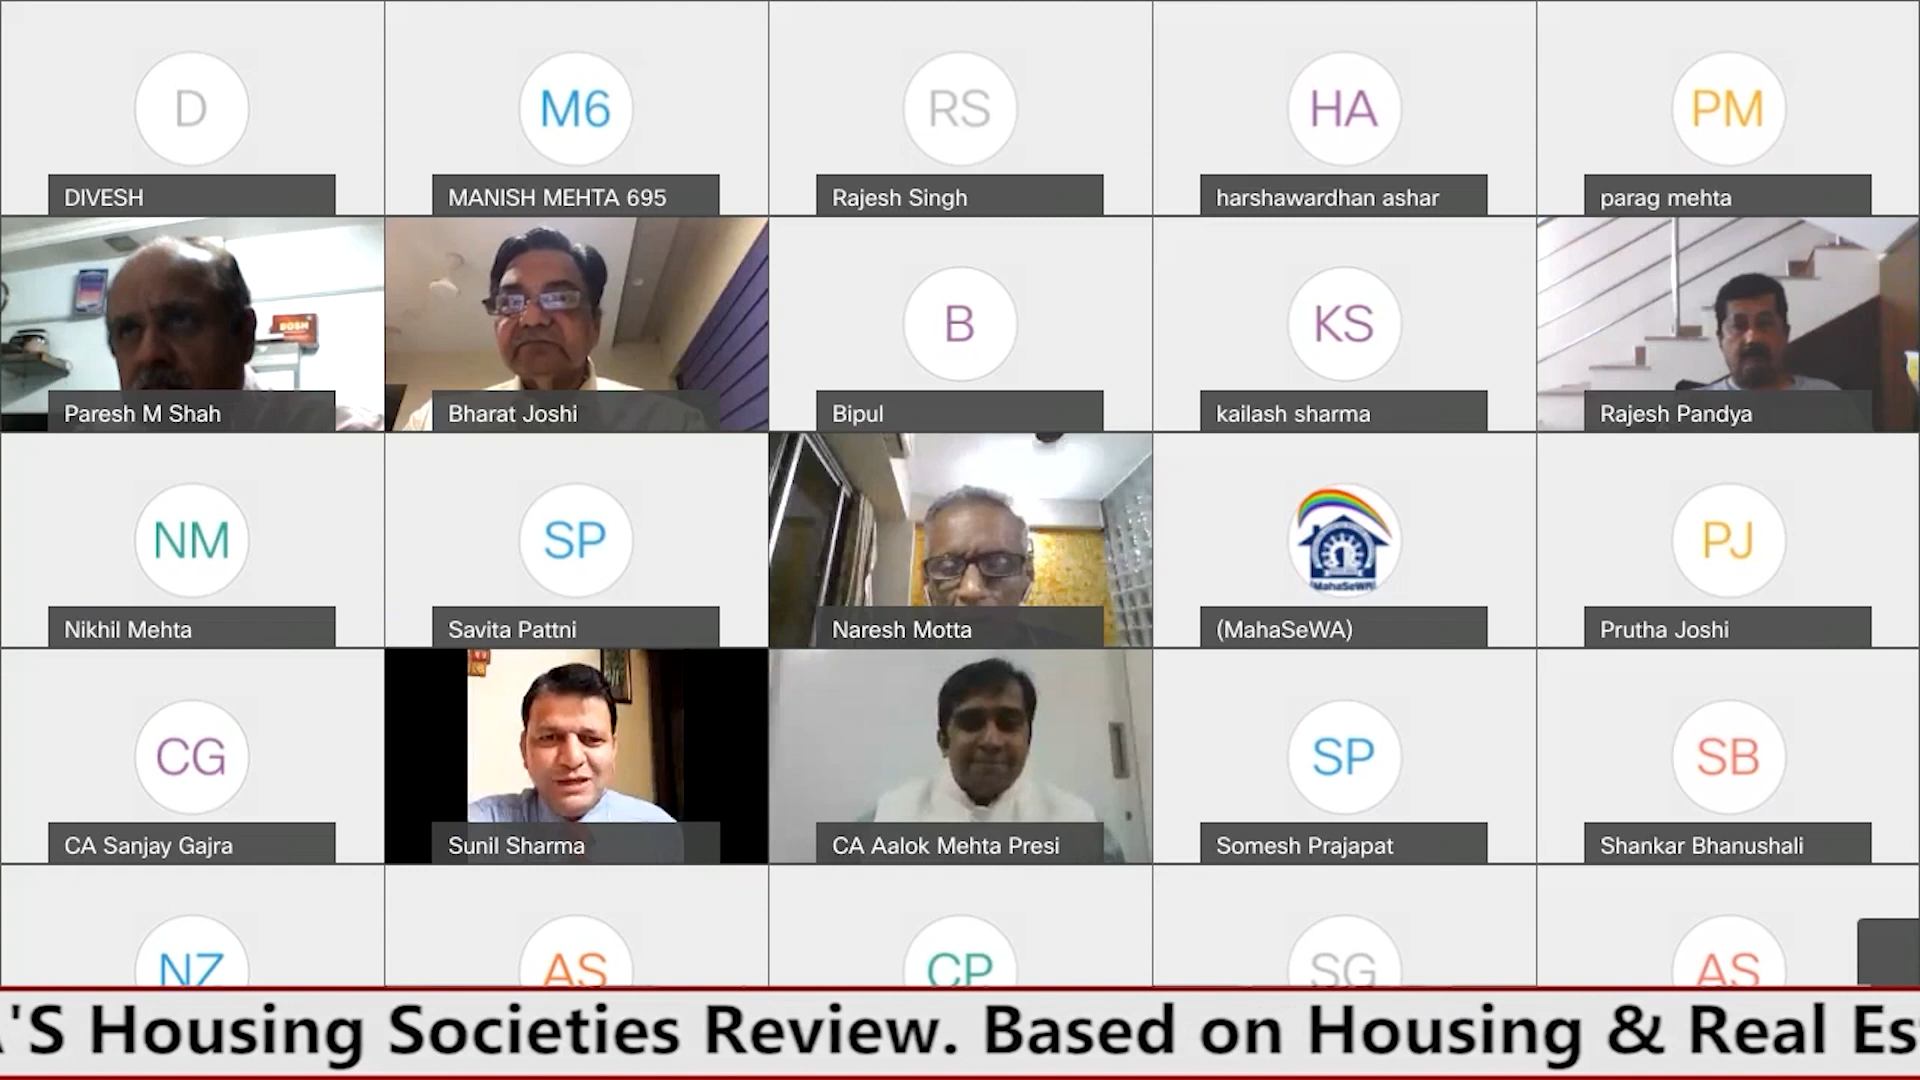 D
M6
RS
HA
PM
DIVESH
MANISH MEHTA 695
Rajesh Singh
harshawardhan ashar
parag mehta
BOSH
B
KS
Paresh M Shah
Bharat Joshi
Bipul
kailash sharma
Rajesh Pandya
NM
SP
MahaSeWA
PJ
Nikhil Mehta
Savita Pattni
Naresh Motta
(MahaSeWA)
Prutha Joshi
CG
SP
SB
CA Sanjay Gajra
Sunil Sharma
CA Aalok Mehta Presi
Somesh Prajapat
Shankar Bhanushali
NZ
AS
CP
SG
AS
'S Housing Societies Review. Based on Housing & Real Es